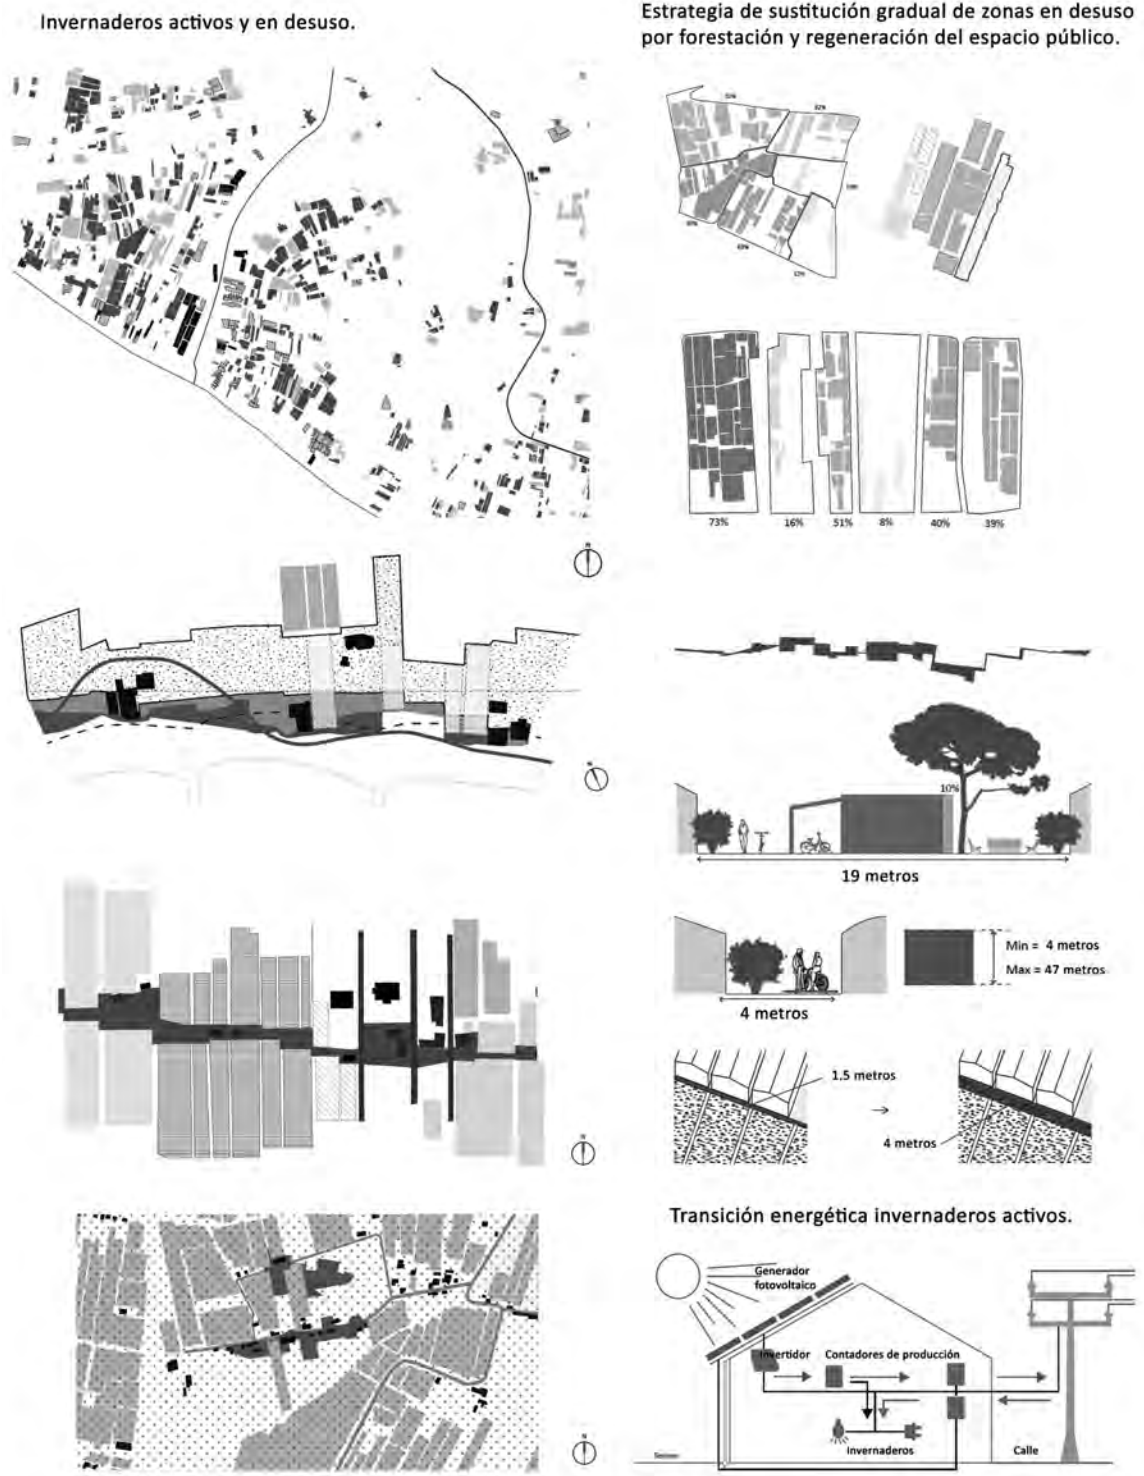 Invernaderos activos y en desuso.
Estrategia de sustitución gradual de zonas en desuso
por forestación y regeneración del espacio público.
N
73%
16%
51%
8%
40%
39%
N
10%
19 metros
Min = 4 metros
Max = 47 metros
4 metros
1,5 metros
4 metros
N
Transición energética invernaderos activos.
Generador
fotovoltaico
Invertidor
Contadores de producción
Invernaderos
Calle
N